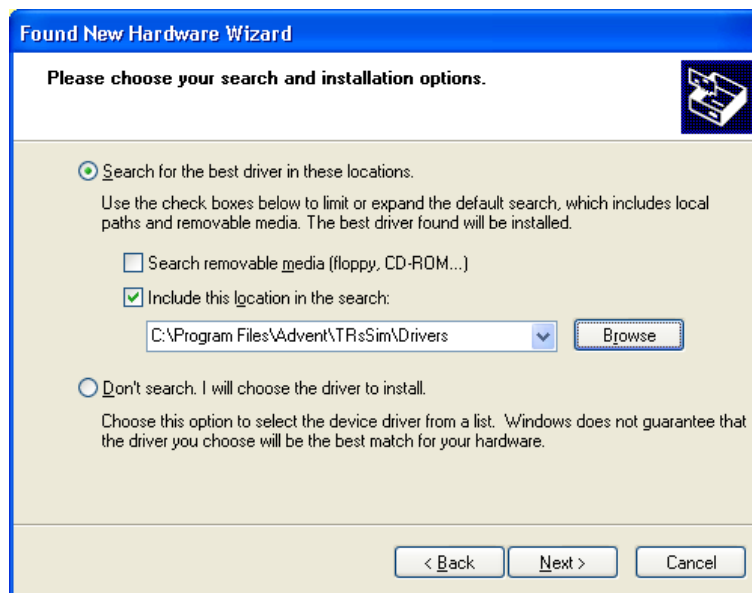 Found New Hardware Wizard
Please choose your search and installation options.
Search for the best driver in these locations.
Use the check boxes below to limit or expand the default search, which includes local
paths and removable media. The best driver found will be installed.
Search removable media (floppy, CD-ROM...)
Include this location in the search:
C:\Program Files\Advent\TRsSim\Drivers
Browse
Don't search. I will choose the driver to install.
Choose this option to select the device driver from a list. Windows does not guarantee that
the driver you choose will be the best match for your hardware.
< Back
Next >
Cancel